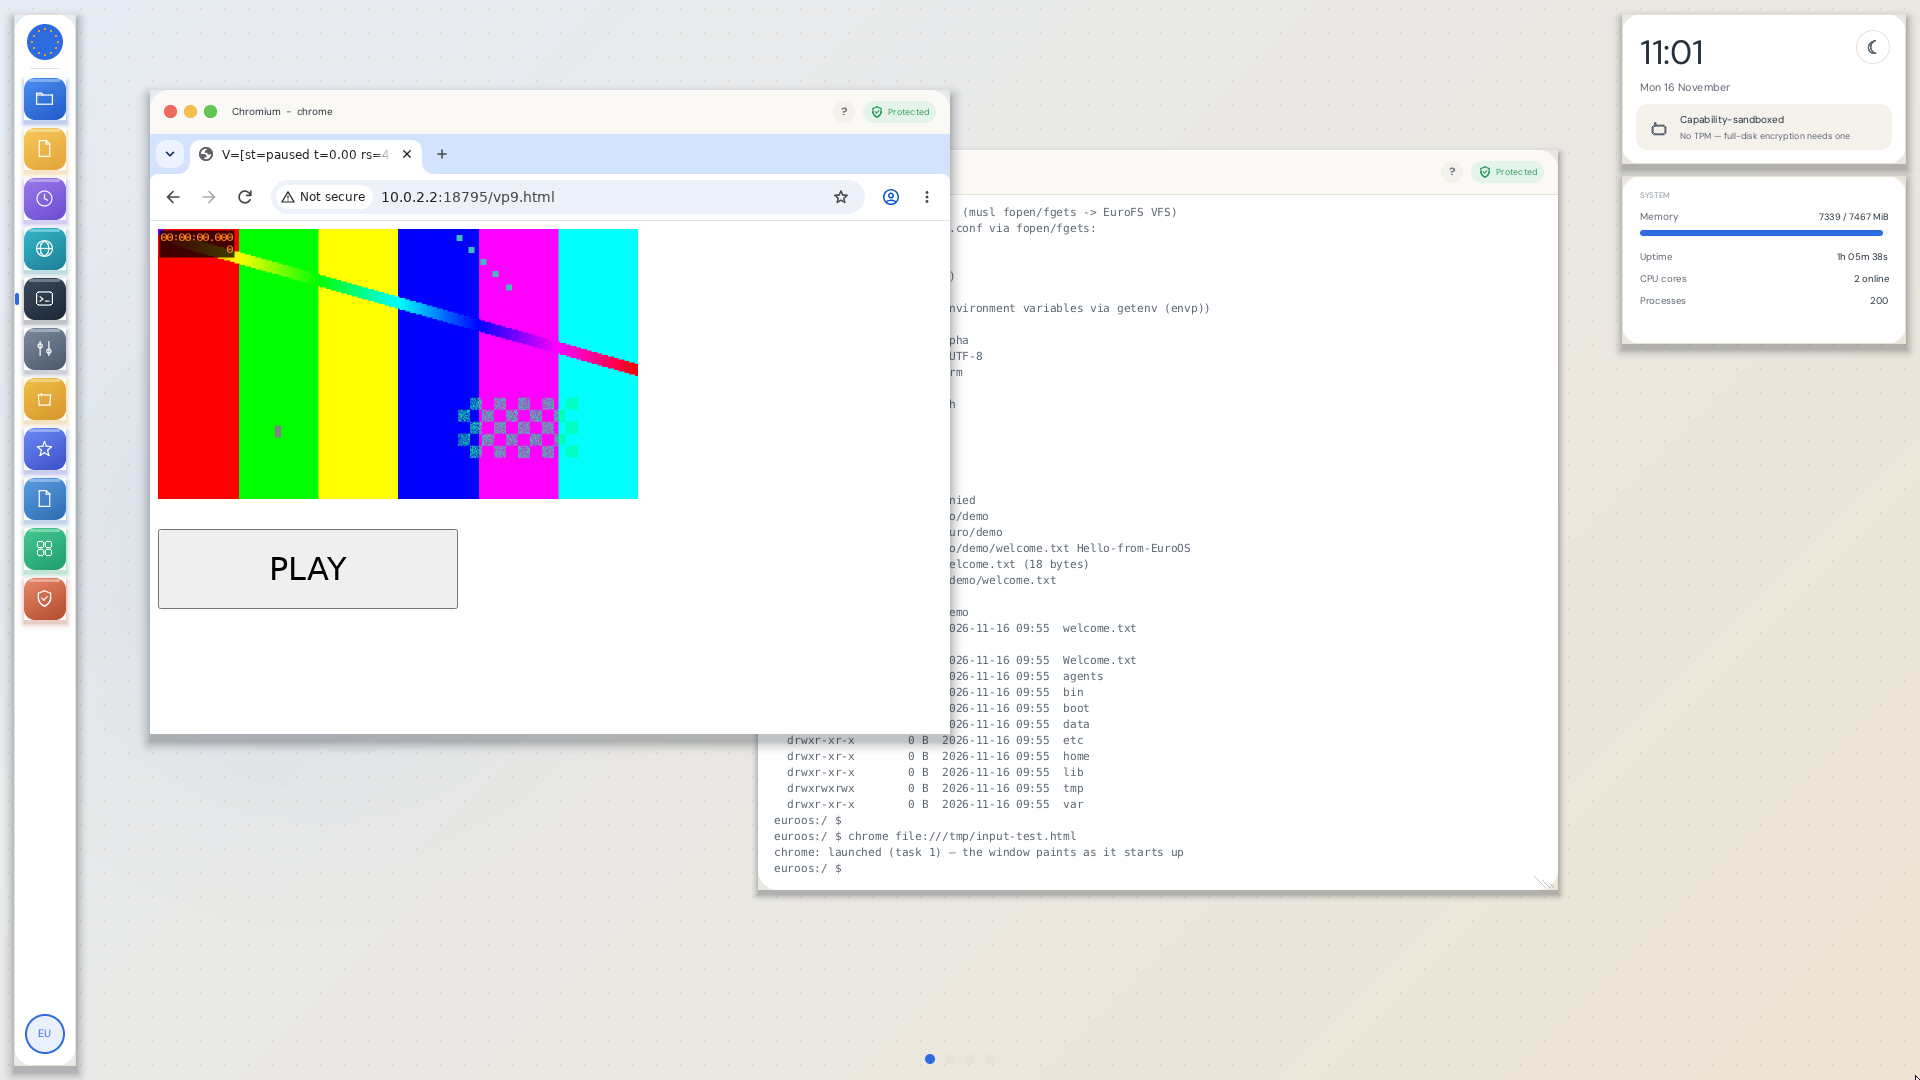 11:01
Mon 16 November
Capability-sandboxed
No TPM — full-disk encryption needs one
SYSTEM
Memory 7339 / 7467 MiB
Uptime 1h 05m 38s
CPU cores 2 online
Processes 200
Chromium - chrome
?
Protected
V=[st=paused t=0.00 rs=4
Not secure
10.0.2.2:18795/vp9.html
00:00:00.000
0
PLAY
?
Protected
(musl fopen/fgets -> EuroFS VFS)
.conf via fopen/fgets:
)
nvironment variables via getenv (envp))
pha
UTF-8
rm
h
nied
o/demo
uro/demo
o/demo/welcome.txt Hello-from-EuroOS
elcome.txt (18 bytes)
demo/welcome.txt
emo
026-11-16 09:55 welcome.txt
026-11-16 09:55 Welcome.txt
026-11-16 09:55 agents
026-11-16 09:55 bin
026-11-16 09:55 boot
026-11-16 09:55 data
drwxr-xr-x 0 B 2026-11-16 09:55 etc
drwxr-xr-x 0 B 2026-11-16 09:55 home
drwxr-xr-x 0 B 2026-11-16 09:55 lib
drwxrwxrwx 0 B 2026-11-16 09:55 tmp
drwxr-xr-x 0 B 2026-11-16 09:55 var
euroos:/ $
euroos:/ $ chrome file:///tmp/input-test.html
chrome: launched (task 1) — the window paints as it starts up
euroos:/ $
EU